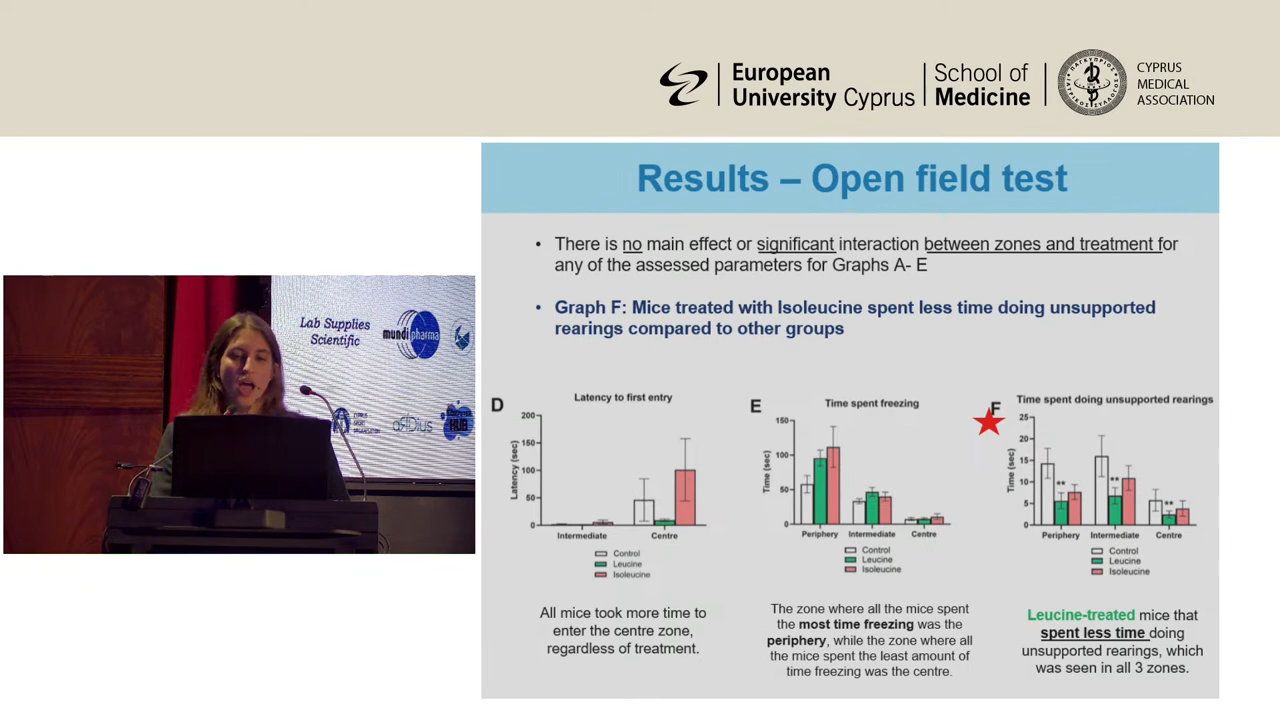 European
University Cyprus
School of
Medicine
CYPRUS
MEDICAL
ASSOCIATION
Lab Supplies
Scientific
mundipharma
HUB
Results – Open field test
• There is no main effect or significant interaction between zones and treatment for
any of the assessed parameters for Graphs A- E
• Graph F: Mice treated with Isoleucine spent less time doing unsupported
rearings compared to other groups
D
Latency to first entry
Latency (sec)
200
150
100
50
0
Intermediate Centre
Control
Leucine
Isoleucine
All mice took more time to
enter the centre zone,
regardless of treatment.
E
Time spent freezing
Time (sec)
150
100
50
0
Periphery Intermediate Centre
Control
Leucine
Isoleucine
The zone where all the mice spent
the most time freezing was the
periphery, while the zone where all
the mice spent the least amount of
time freezing was the centre.
F
Time spent doing unsupported rearings
Time (sec)
25
20
15
10
5
0
** ** **
Periphery Intermediate Centre
Control
Leucine
Isoleucine
Leucine-treated mice that
spent less time doing
unsupported rearings, which
was seen in all 3 zones.